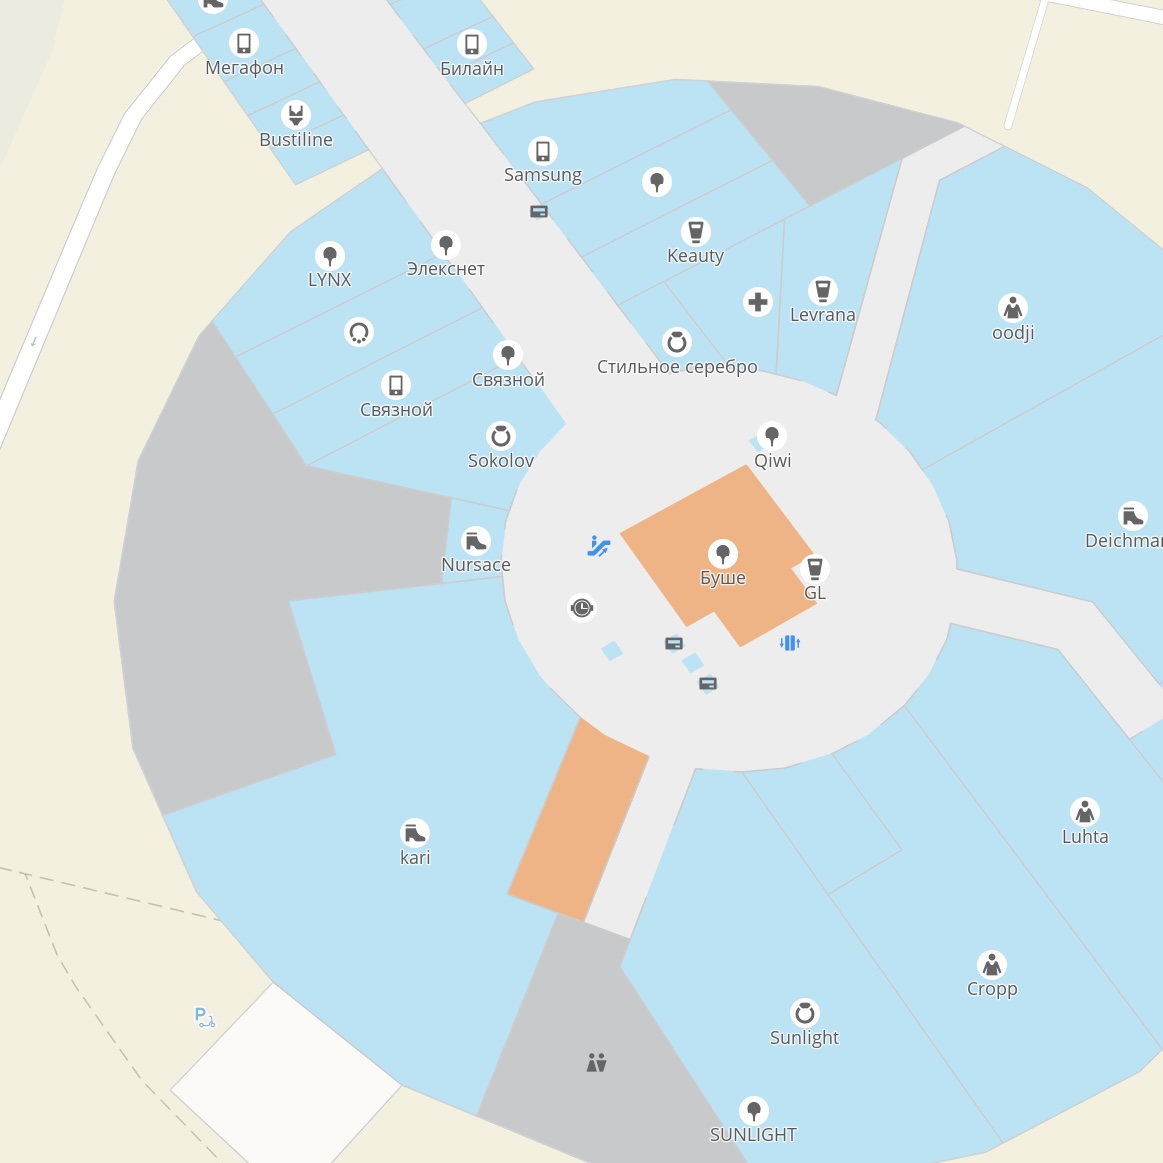 Мегафон
Билайн
Bustiline
Samsung
Keauty
LYNX
Элекснет
Levrana
oodji
Стильное серебро
Связной
Связной
Sokolov
Qiwi
Deichmar
Nursace
Буше
GL
kari
Luhta
Cropp
P
Sunlight
SUNLIGHT